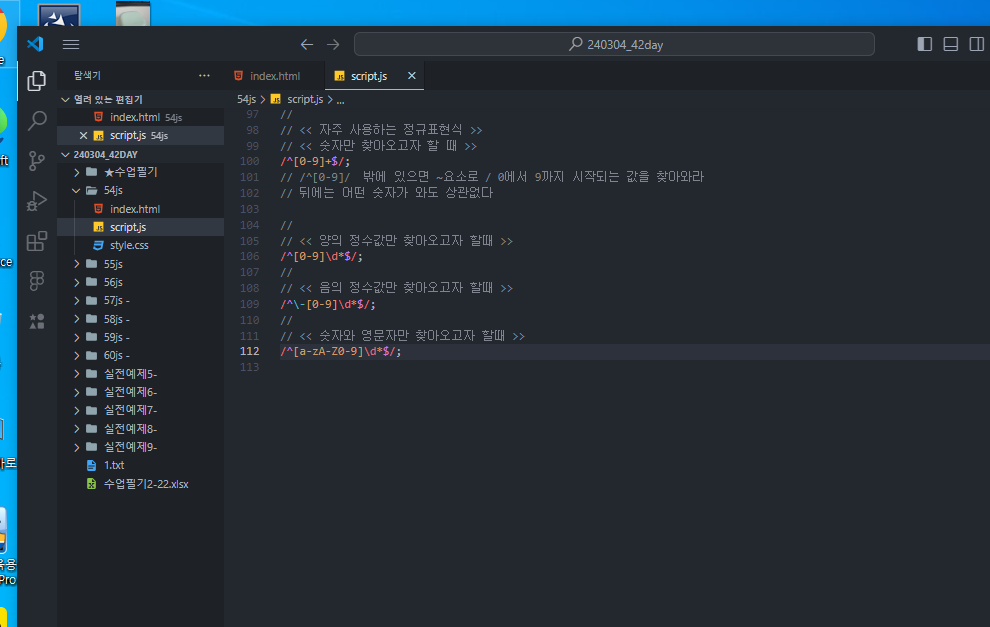 240304_42day
탐색기 ···
index.html
script.js
열려 있는 편집기
54js > script.js > ...
index.html 54js
script.js 54js
240304_42DAY
★수업필기
54js
index.html
script.js
style.css
55js
56js
57js -
58js -
59js -
60js -
실전예제5-
실전예제6-
실전예제7-
실전예제8-
실전예제9-
1.txt
수업필기2-22.xlsx
97 //
98 // << 자주 사용하는 정규표현식 >>
99 // << 숫자만 찾아오고자 할 때 >>
100 /^[0-9]+$/;
101 // /^[0-9]/ 밖에 있으면 ~요소로 / 0에서 9까지 시작되는 값을 찾아와라
102 // 뒤에는 어떤 숫자가 와도 상관없다
103
104 //
105 // << 양의 정수값만 찾아오고자 할때 >>
106 /^[0-9]\d*$/;
107 //
108 // << 음의 정수값만 찾아오고자 할때 >>
109 /^\-[0-9]\d*$/;
110 //
111 // << 숫자와 영문자만 찾아오고자 할때 >>
112 /^[a-zA-Z0-9]\d*$/;
113
e
ft
ce
Pro